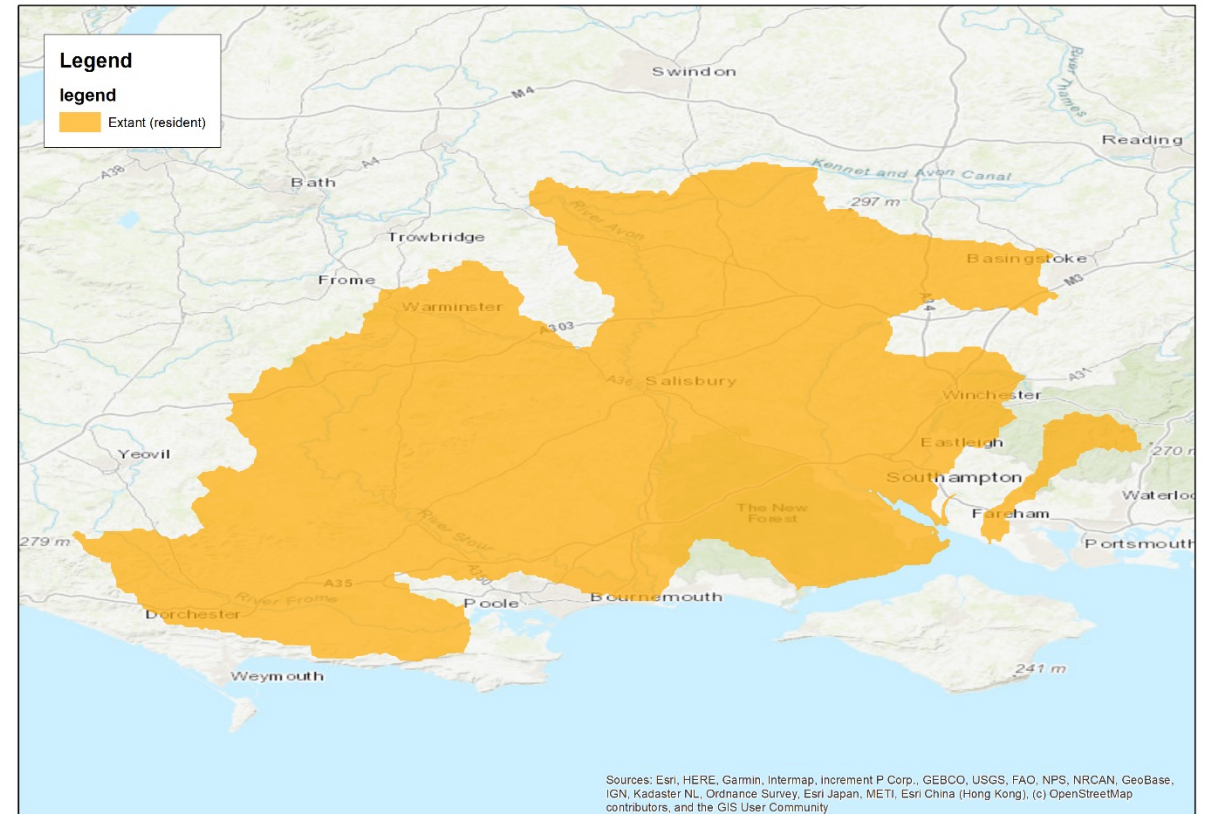 Legend
legend
Extant (resident)
Swindon
M4
River Thames
Reading
A38
A4
Bath
Kennet and Avon Canal
297 m
River Avon
Trowbridge
Basingstoke
Frome
M3
Warminster
A34
A303
A36
Salisbury
A31
Winchester
Yeovil
Eastleigh
270
Southampton
Waterloo
The New
Forest
Fareham
River Stour
279 m
Portsmouth
A35
A350
River Frome
Poole
Bournemouth
Dorchester
Weymouth
241 m
Sources: Esri, HERE, Garmin, Intermap, increment P Corp., GEBCO, USGS, FAO, NPS, NRCAN, GeoBase,
IGN, Kadaster NL, Ordnance Survey, Esri Japan, METI, Esri China (Hong Kong), (c) OpenStreetMap
contributors, and the GIS User Community